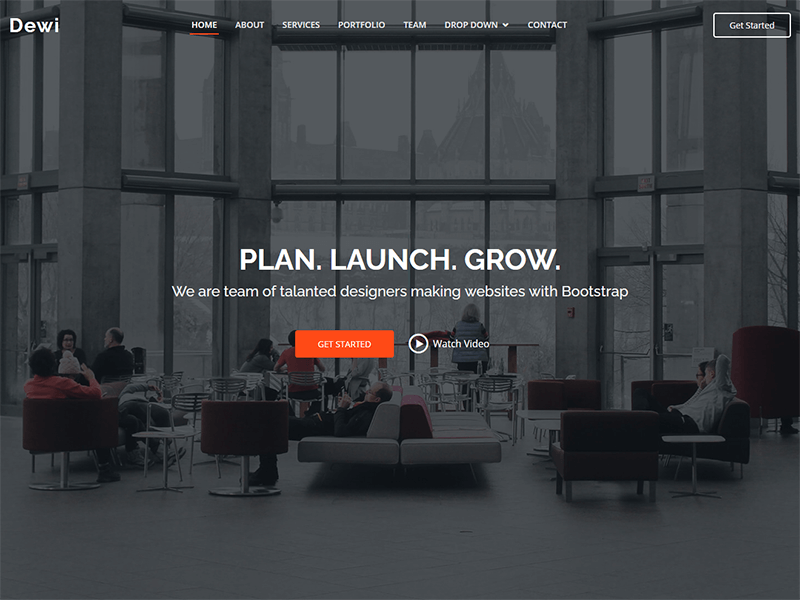 Dewi
HOME ABOUT SERVICES PORTFOLIO TEAM DROP DOWN CONTACT
Get Started
PLAN. LAUNCH. GROW.
We are team of talanted designers making websites with Bootstrap
GET STARTED
Watch Video